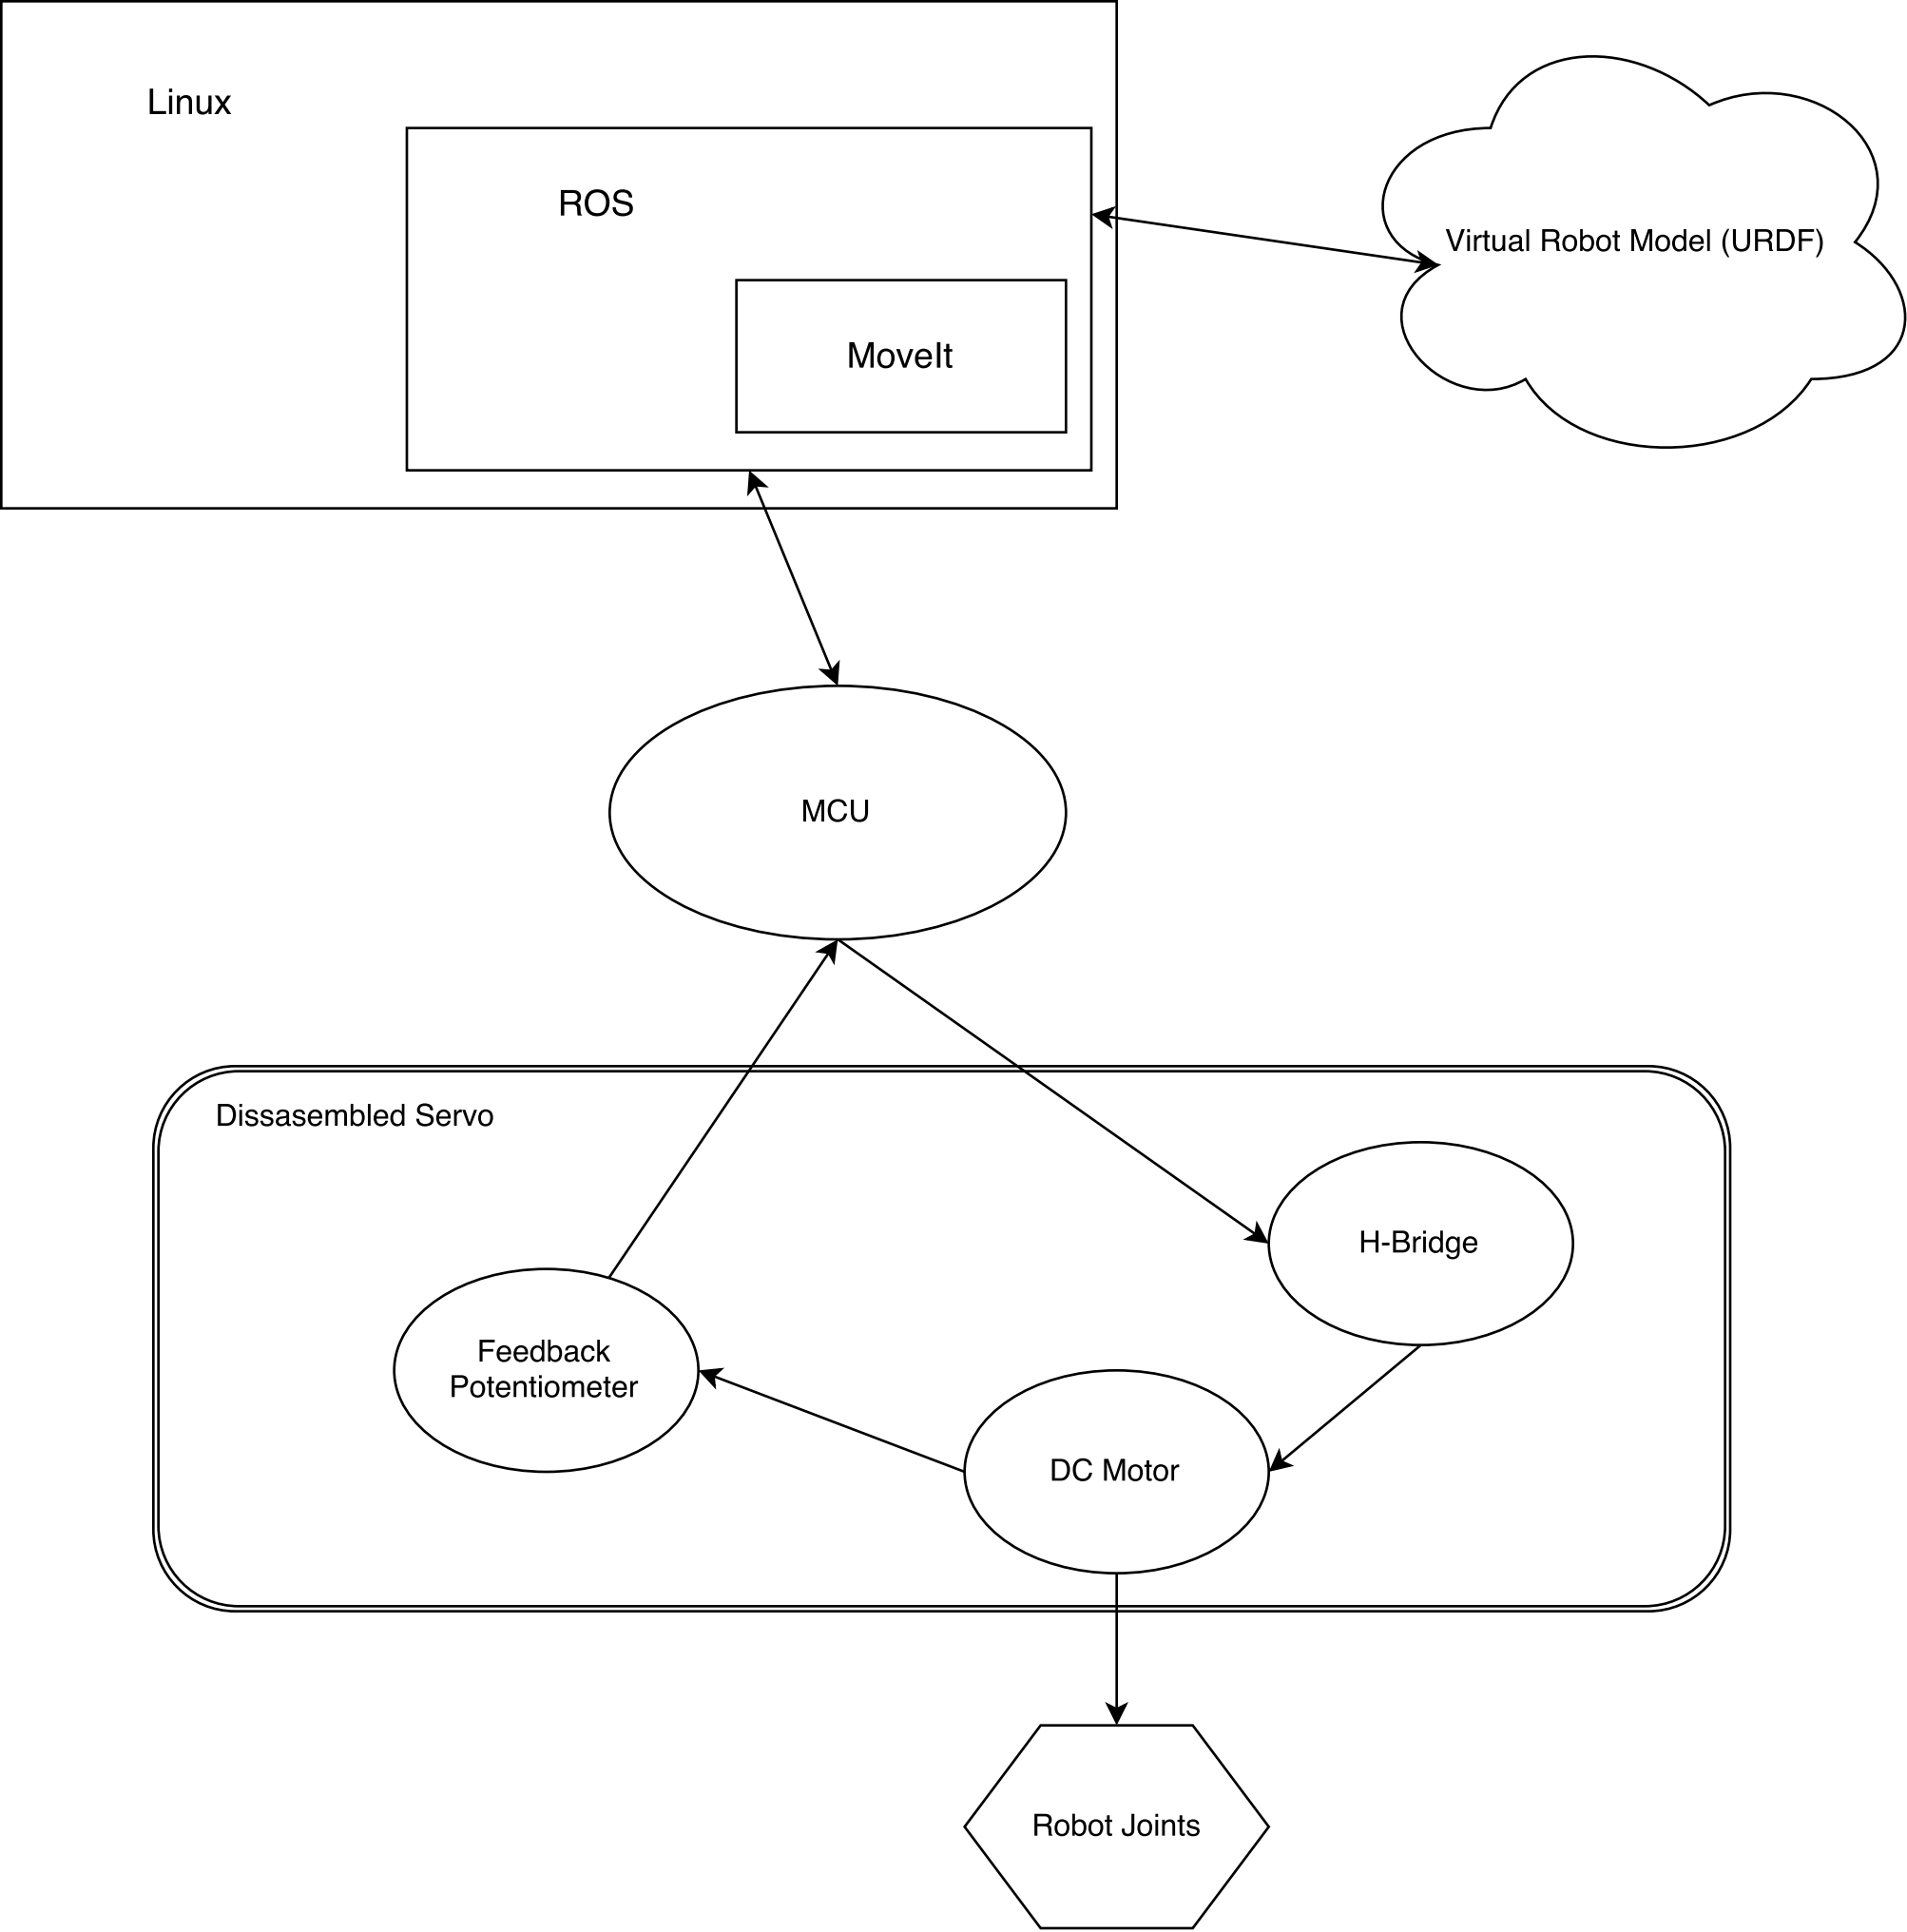 Linux
ROS
Virtual Robot Model (URDF)
MoveIt
MCU
Dissasembled Servo
H-Bridge
Feedback
Potentiometer
DC Motor
Robot Joints